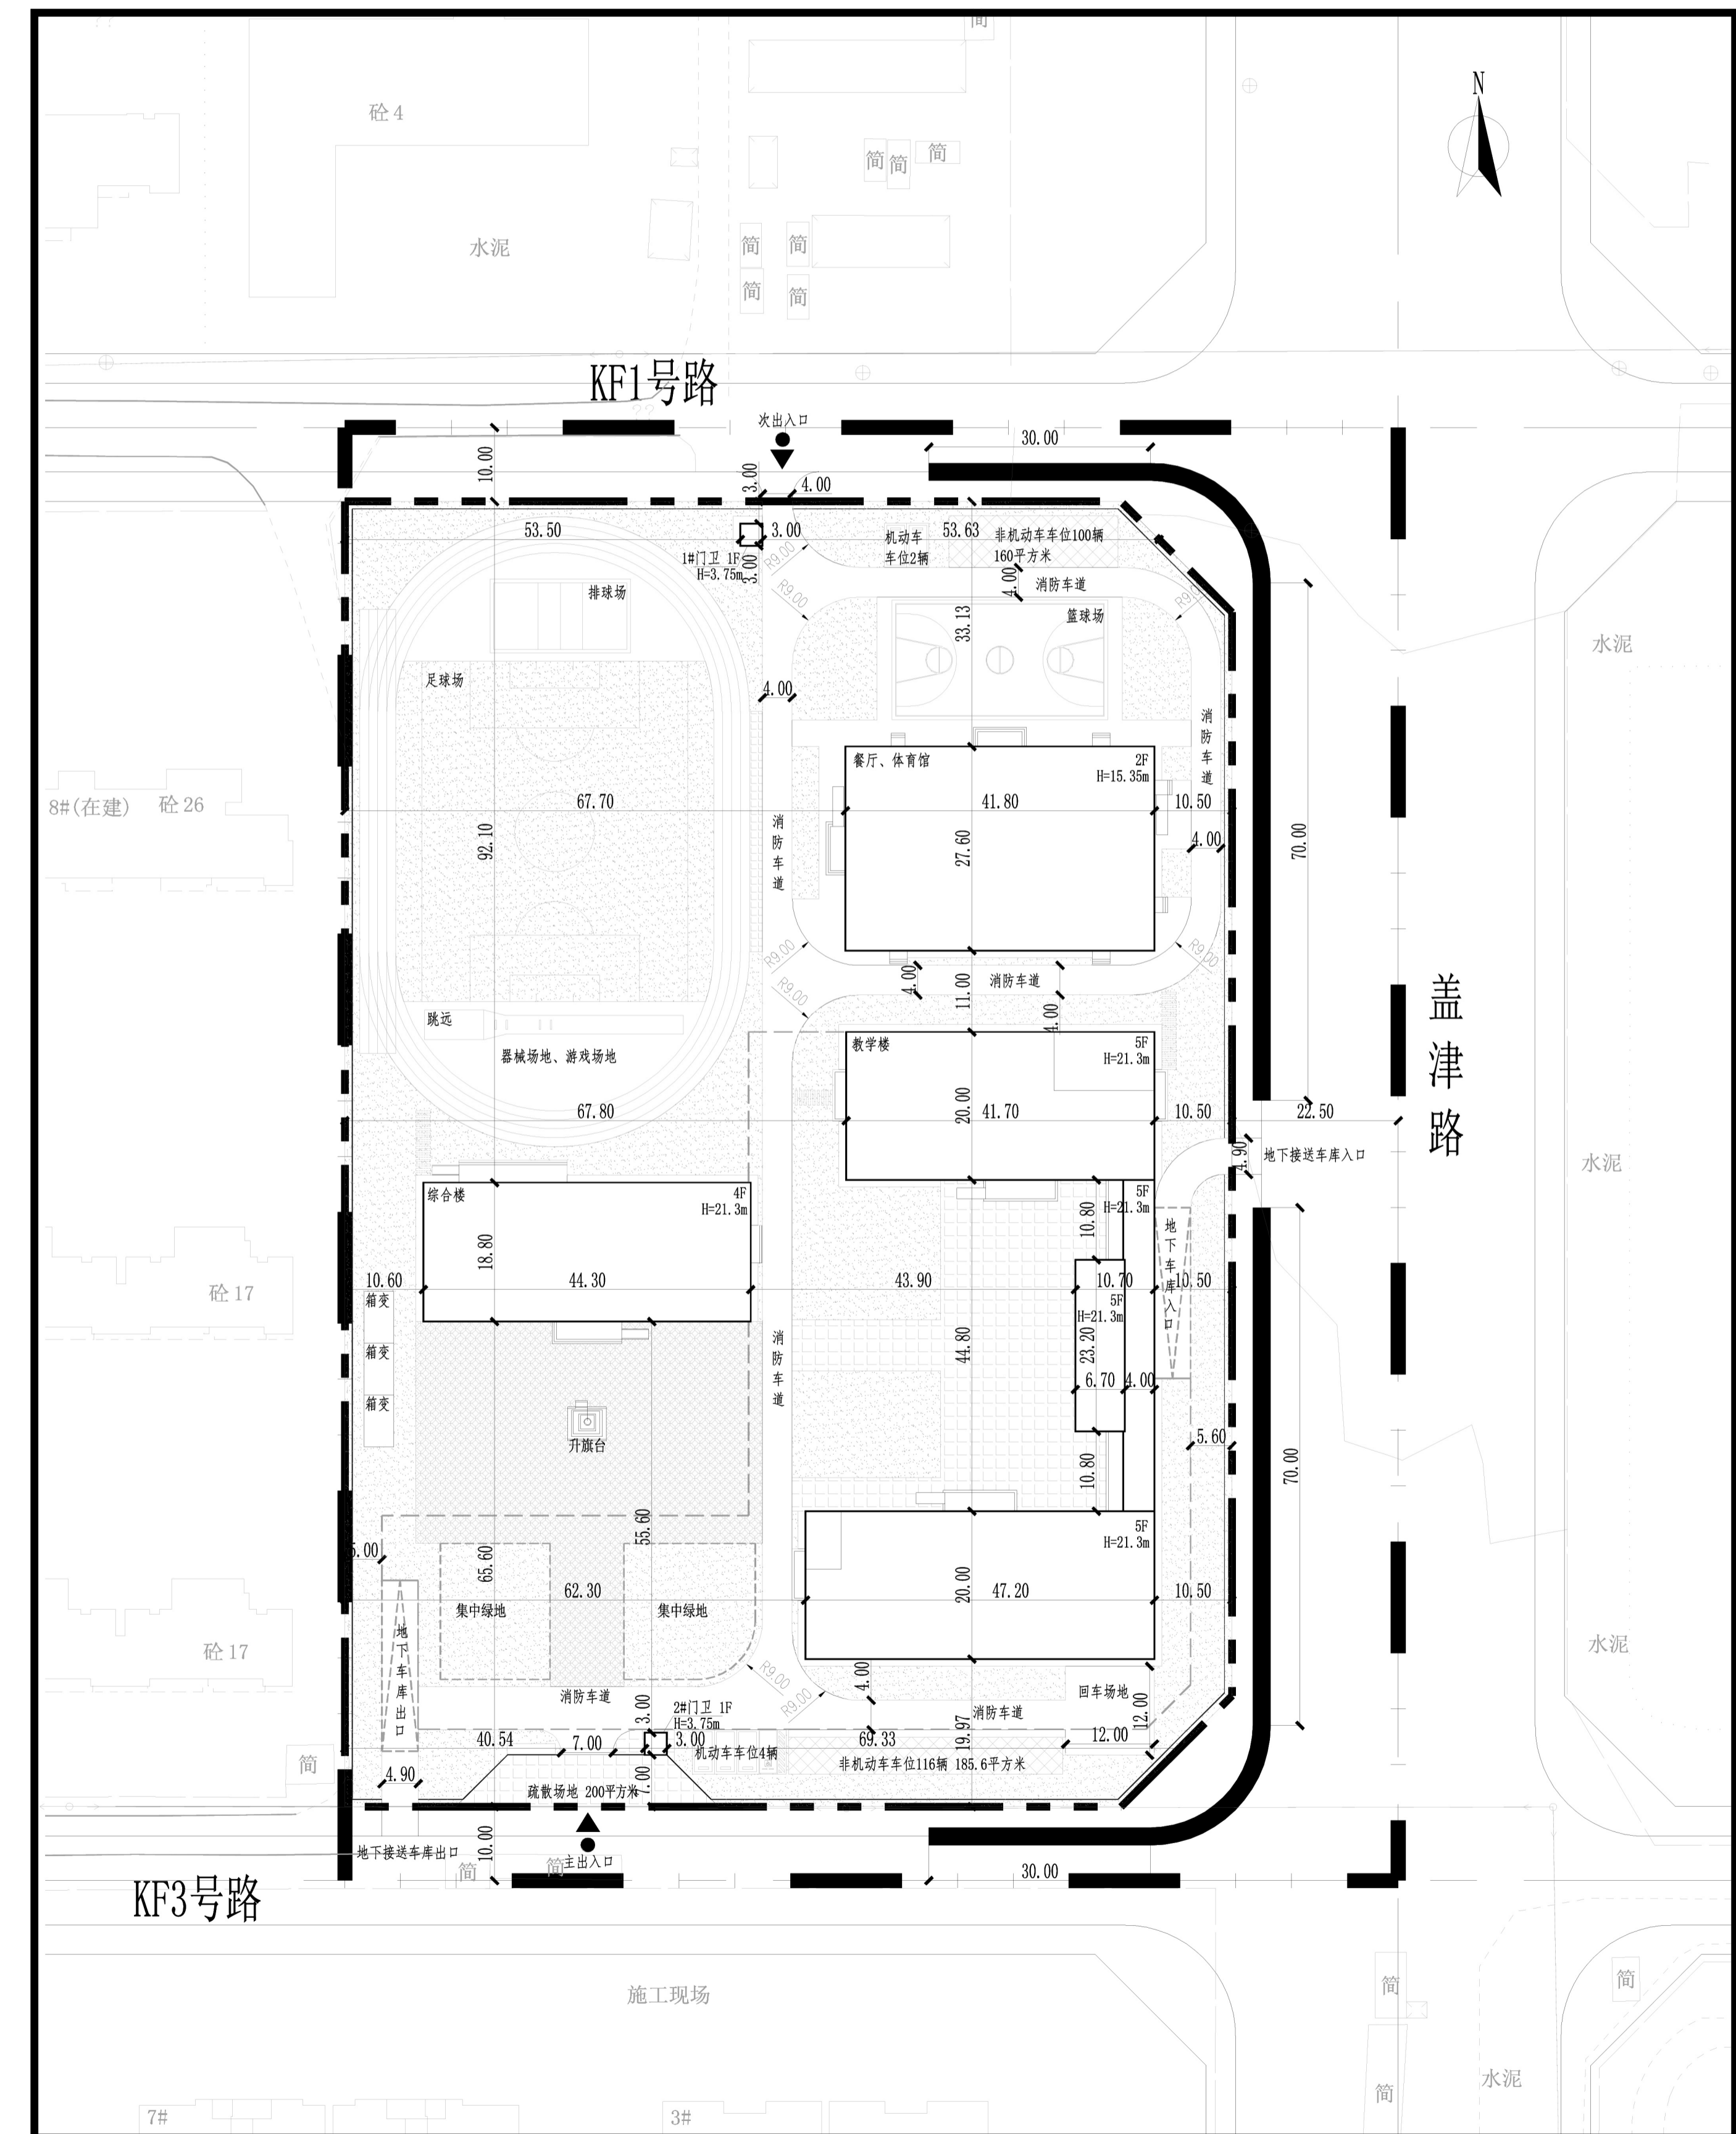 简
砼4
N
简
简
简
水泥
简
简
简
简
KF1号路
??
次出入口
30.00
10.00
3.00
4.00
53.50
3.00
机动车
车位2辆
53.63
非机动车车位100辆
160平方米
1#门卫 1F
H=3.75m
3.00
R9.00
4.00
消防车道
排球场
R9.00
R9.00
33.13
篮球场
水泥
足球场
4.00
消防车道
餐厅、体育馆
2F
H=15.35m
8#(在建)
砼26
67.70
41.80
10.50
92.10
消防车道
27.60
4.00
70.00
R9.00
R9.00
4.00
11.00
消防车道
R9.00
4.00
盖津路
跳远
器械场地、游戏场地
教学楼
5F
H=21.3m
67.80
20.00
41.70
10.50
22.50
4.90
地下接送车库入口
水泥
综合楼
4F
H=21.3m
5F
H=21.3m
10.80
18.80
地下车库入口
10.60
44.30
43.90
10.70
10.50
砼17
箱变
5F
H=21.3m
箱变
消防车道
44.80
23.20
6.70
4.00
箱变
升旗台
5.60
10.80
70.00
5F
H=21.3m
55.60
5.00
65.60
62.30
20.00
47.20
10.50
集中绿地
集中绿地
地下车库出口
砼17
水泥
R9.00
R9.00
4.00
回车场地
12.00
消防车道
3.00
2#门卫 1F
H=3.75m
消防车道
19.97
40.54
7.00
3.00
机动车车位4辆
69.33
12.00
简
4.90
疏散场地 200平方米
7.00
非机动车车位116辆 185.6平方米
地下接送车库出口
10.00
简
简
主出入口
30.00
KF3号路
施工现场
简
简
水泥
简
7#
3#